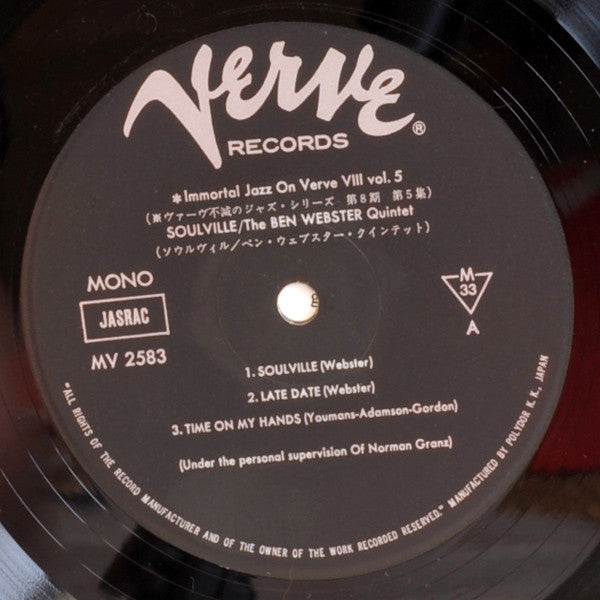 Verve®
RECORDS
*Immortal Jazz On Verve VIII vol. 5
(※ヴァーヴ不滅のジャズ・シリーズ 第8期 第5集)
SOULVILLE/The BEN WEBSTER Quintet
(ソウルヴィル/ベン・ウェブスター・クインテット)
MONO
JASRAC
MV 2583
M
33
A
1. SOULVILLE (Webster)
2. LATE DATE (Webster)
3. TIME ON MY HANDS (Youmans-Adamson-Gordon)
(Under the personal supervision Of Norman Granz)
"ALL RIGHTS OF THE RECORD MANUFACTURER AND OF THE OWNER OF THE WORK RECORDED RESERVED." MANUFACTURED BY POLYDOR K. K., JAPAN